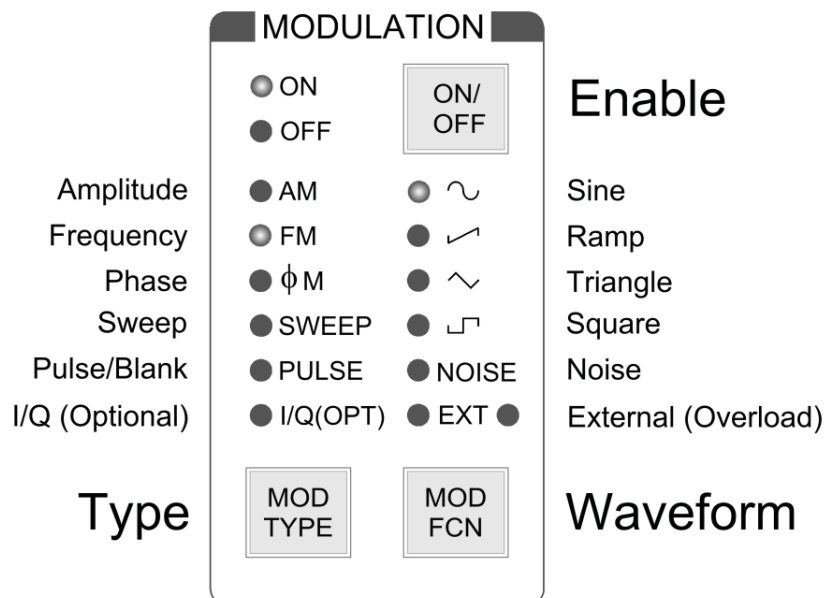 MODULATION
ON
ON/
OFF
Enable
OFF
Amplitude AM Sine
Frequency FM Ramp
Phase ϕM Triangle
Sweep SWEEP Square
Pulse/Blank PULSE NOISE Noise
I/Q (Optional) I/Q(OPT) EXT External (Overload)
Type MOD
TYPE
MOD
FCN
Waveform